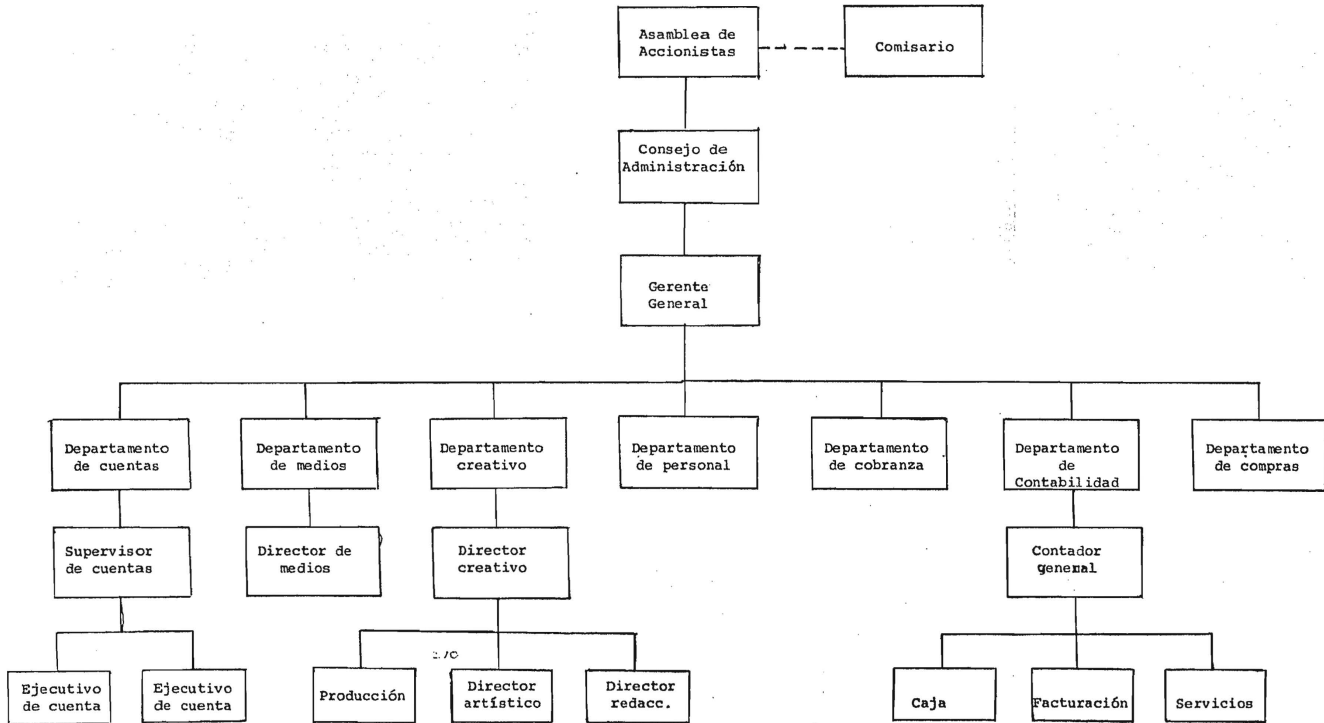 Asamblea de
Accionistas
Comisario
Consejo de
Administración
Gerente
General
Departamento
de cuentas
Departamento
de medios
Departamento
creativo
Departamento
de personal
Departamento
de cobranza
Departamento
de
Contabilidad
Departamento
de compras
Supervisor
de cuentas
Director de
medios
Director
creativo
Contador
general
Ejecutivo
de cuenta
Ejecutivo
de cuenta
Producción
Director
artístico
Director
redacc.
Caja
Facturación
Servicios